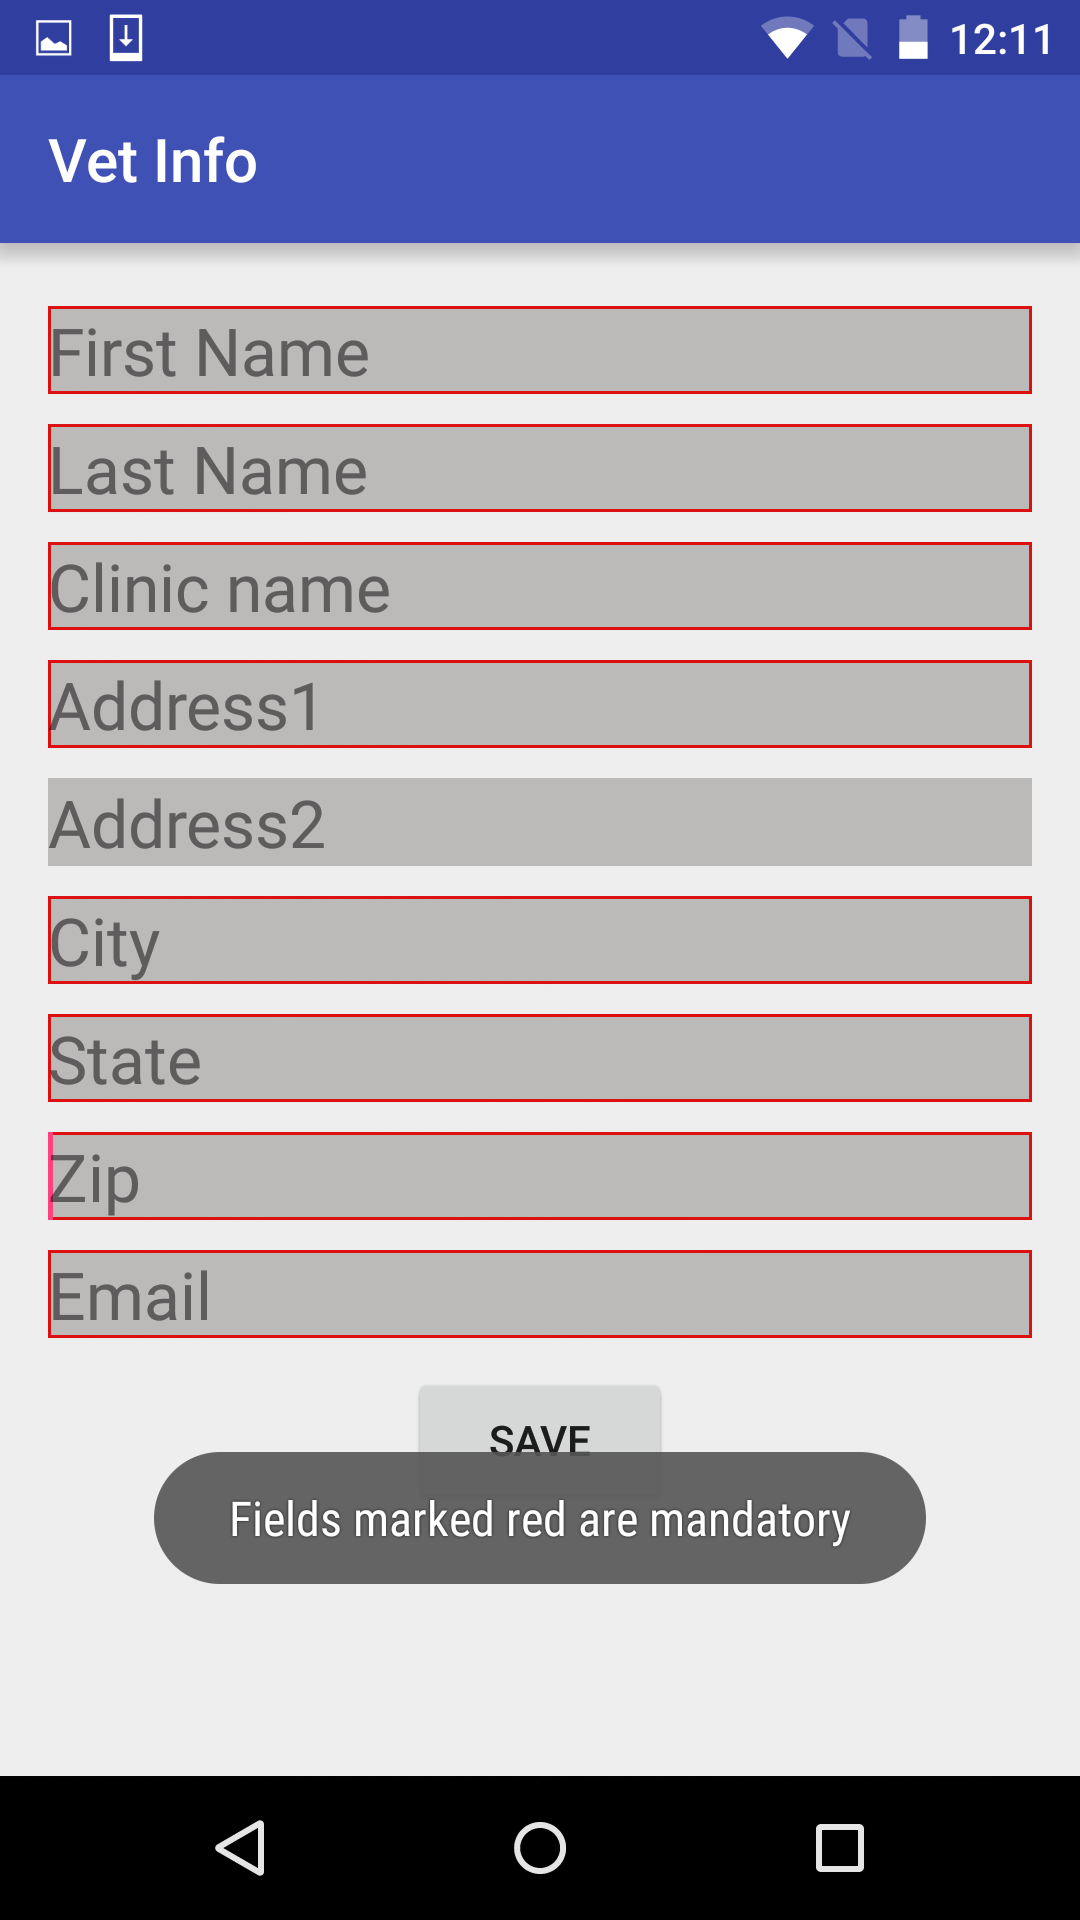 12:11
Vet Info
First Name
Last Name
Clinic name
Address1
Address2
City
State
Zip
Email
SAVE
Fields marked red are mandatory